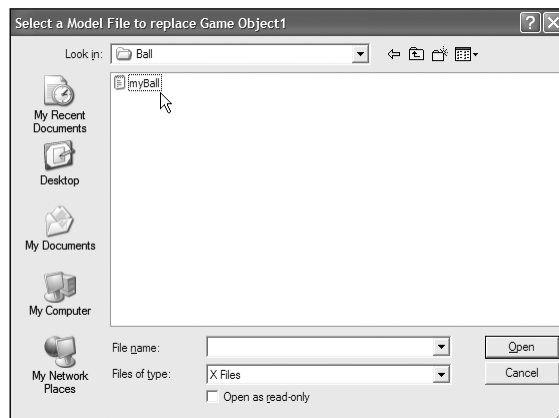 Select a Model File to replace Game Object1
Look in: Ball
myBall
My Recent
Documents
Desktop
My Documents
My Computer
My Network
Places
File name:
Open
Files of type: X Files
Cancel
Open as read-only